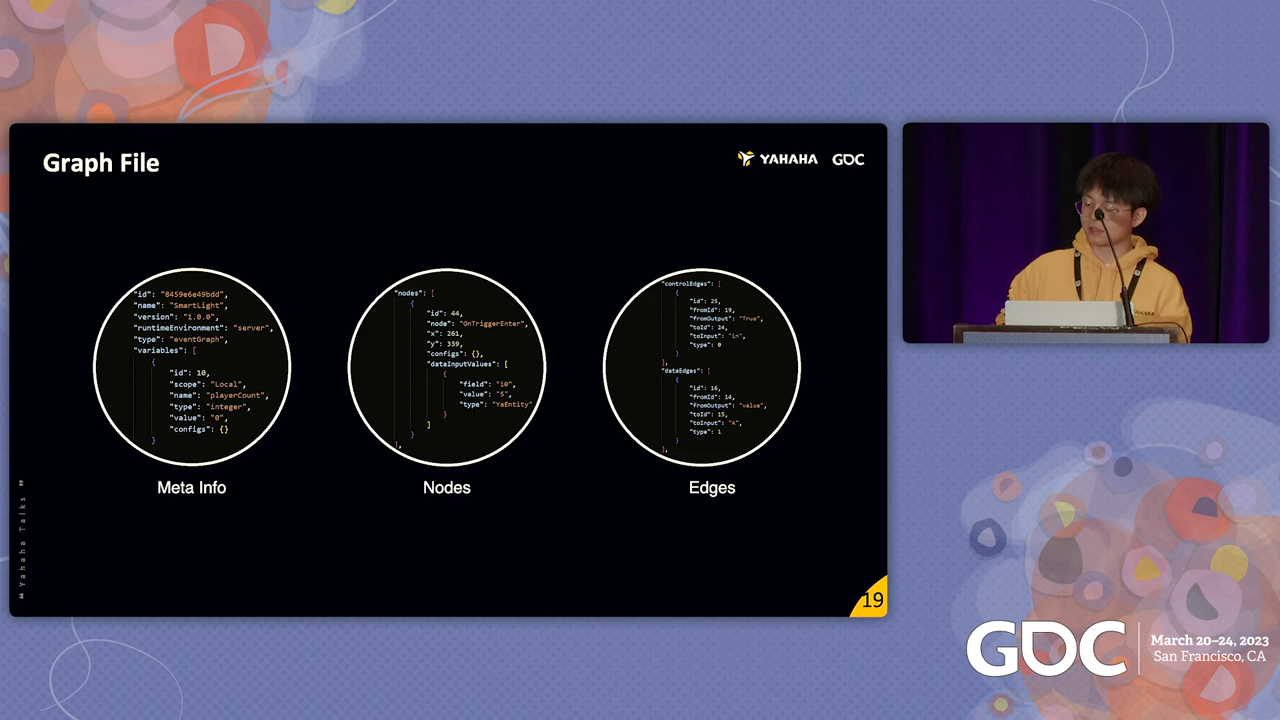 Graph File
YAHAHA GDC
"id": "8459e6e49bdd",
"name": "SmartLight",
"version": "1.0.0",
"runtimeEnvironment": "server",
"type": "eventGraph",
"variables": [
{
"id": 10,
"scope": "Local",
"name": "playerCount",
"type": "integer",
"value": "0",
"configs": {}
}
Meta Info
"nodes": [
{
"id": 44,
"node": "OnTriggerEnter",
"x": 261,
"y": 339,
"configs": {},
"dataInputValues": [
{
"field": "i0",
"value": "5",
"type": "YaEntity"
}
]
}
],
Nodes
"controlEdges": [
{
"id": 25,
"fromId": 19,
"fromOutput": "True",
"toId": 24,
"toInput": "in",
"type": 0
}
],
"dataEdges": [
{
"id": 16,
"fromId": 14,
"fromOutput": "value",
"toId": 15,
"toInput": "A",
"type": 1
}
],
Edges
Yahaha Talks
19
YAHAHA
GDC
March 20–24, 2023
San Francisco, CA